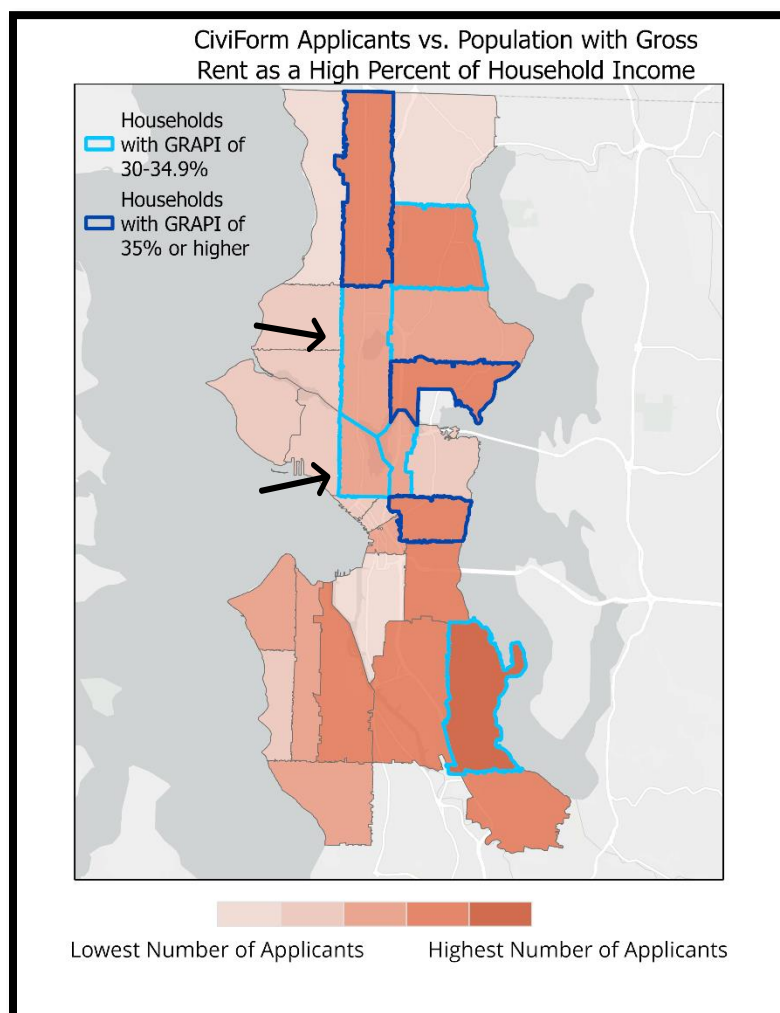 CiviForm Applicants vs. Population with Gross
Rent as a High Percent of Household Income
Households
with GRAPI of
30-34.9%
Households
with GRAPI of
35% or higher
Lowest Number of Applicants
Highest Number of Applicants